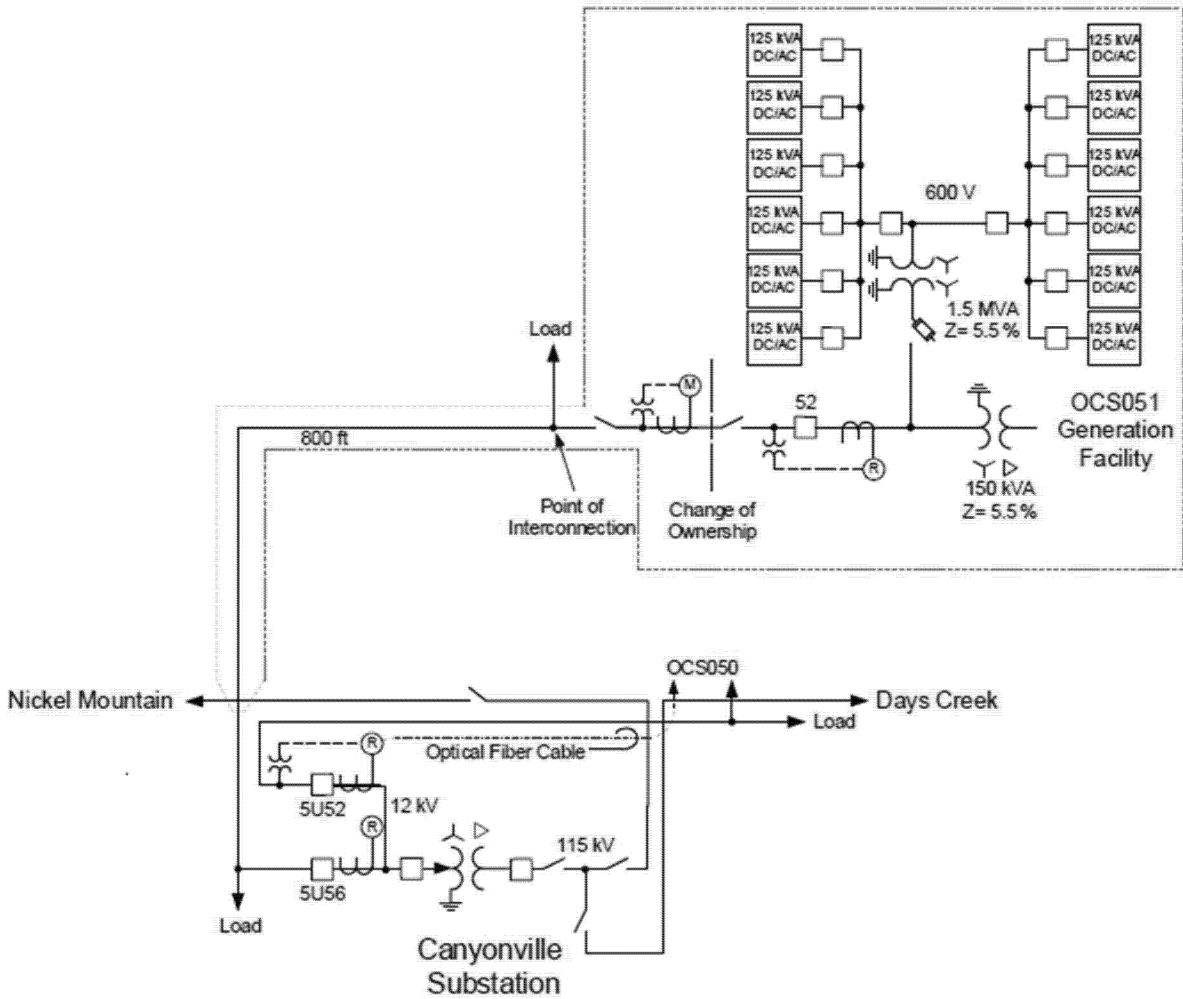 125 kVA
DC/AC
125 kVA
DC/AC
125 kVA
DC/AC
125 kVA
DC/AC
125 kVA
DC/AC
125 kVA
DC/AC
125 kVA
DC/AC
125 kVA
DC/AC
125 kVA
DC/AC
125 kVA
DC/AC
125 kVA
DC/AC
125 kVA
DC/AC
600 V
1.5 MVA
Z= 5.5 %
Load
M
52
R
OCS051
Generation
Facility
150 kVA
Z= 5.5 %
800 ft
Point of
Interconnection
Change of
Ownership
OCS050
Nickel Mountain
Days Creek
Load
Optical Fiber Cable
R
5U52
12 kV
R
115 kV
5U56
Load
Canyonville
Substation